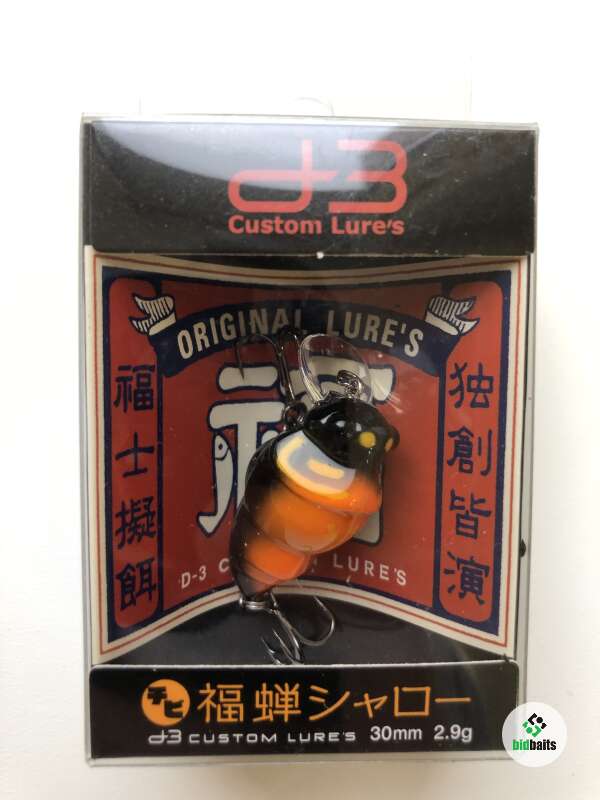 d3
Custom Lure's
ORIGINAL LURE'S
福士擬餌
福
独創皆演
D-3 C LURE'S
チビ
福蝉シャロー
d3 CUSTOM LURE'S 30mm 2.9g
bidbaits